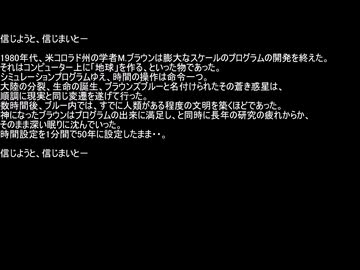 信じようと、信じまいとー
1980年代、米コロラド州の学者M.ブラウンは膨大なスケールのプログラムの開発を終えた。
それはコンピューター上に「地球」を作る、といった物であった。
シミュレーションプログラムゆえ、時間の操作は命令一つ。
大陸の分裂、生命の誕生、ブラウンズブルーと名付けられたその蒼き惑星は、
順調に現実と同じ変遷を遂げて行った。
数時間後、ブルー内では、すでに人類がある程度の文明を築くほどであった。
神になったブラウンはプログラムの出来に満足し、と同時に長年の研究の疲れからか、
そのまま深い眠りに沈んでいった。
時間設定を1分間で50年に設定したまま・・。
信じようと、信じまいとー